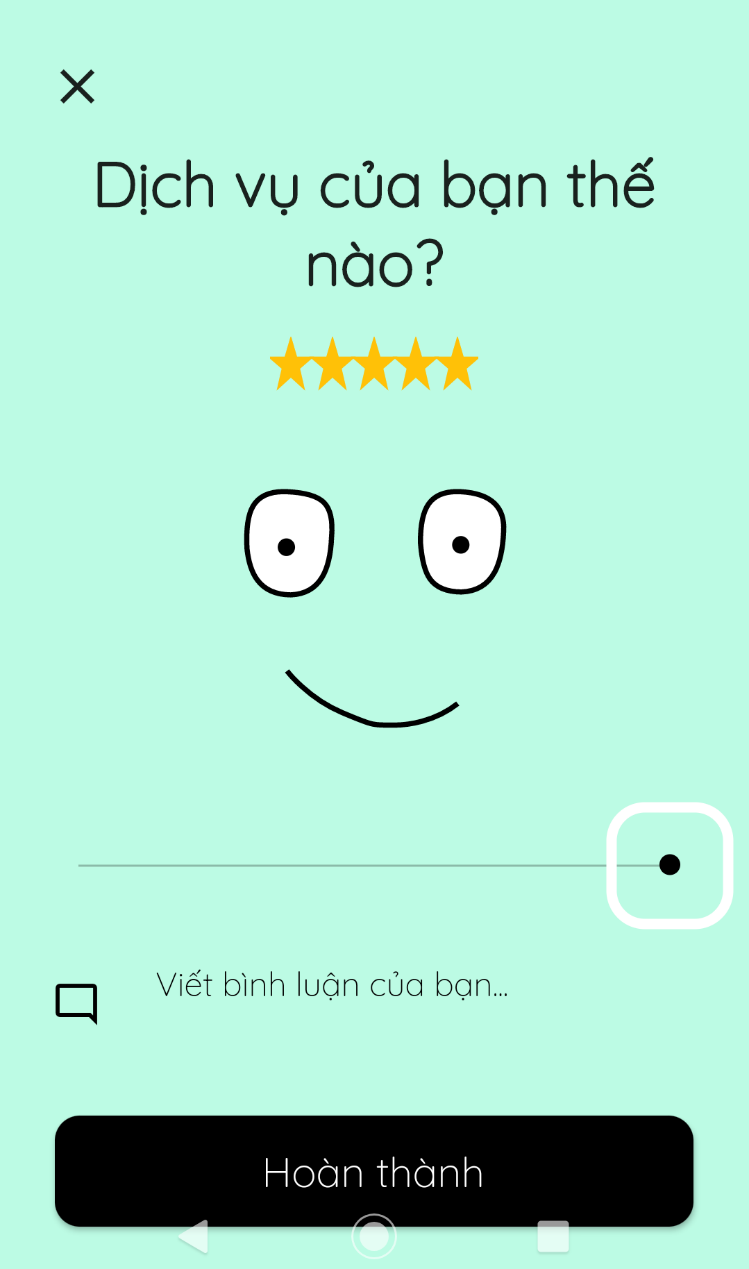 Dịch vụ của bạn thế
nào?
Viết bình luận của bạn...
Hoàn thành